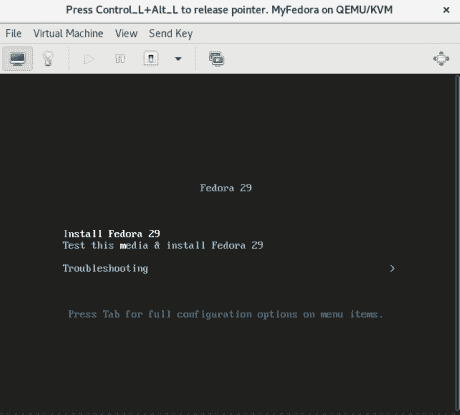 Press Control_L+Alt_L to release pointer. MyFedora on QEMU/KVM
File Virtual Machine View Send Key
Fedora 29
Install Fedora 29
Test this media & install Fedora 29
Troubleshooting >
Press Tab for full configuration options on menu items.